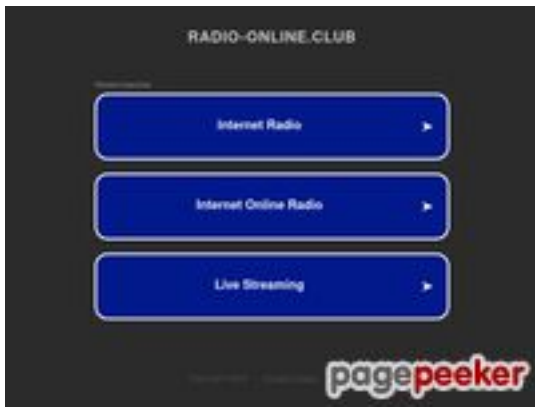 RADIO-ONLINE.CLUB
Internet Radio
Internet Online Radio
Live Streaming
pagepeeker